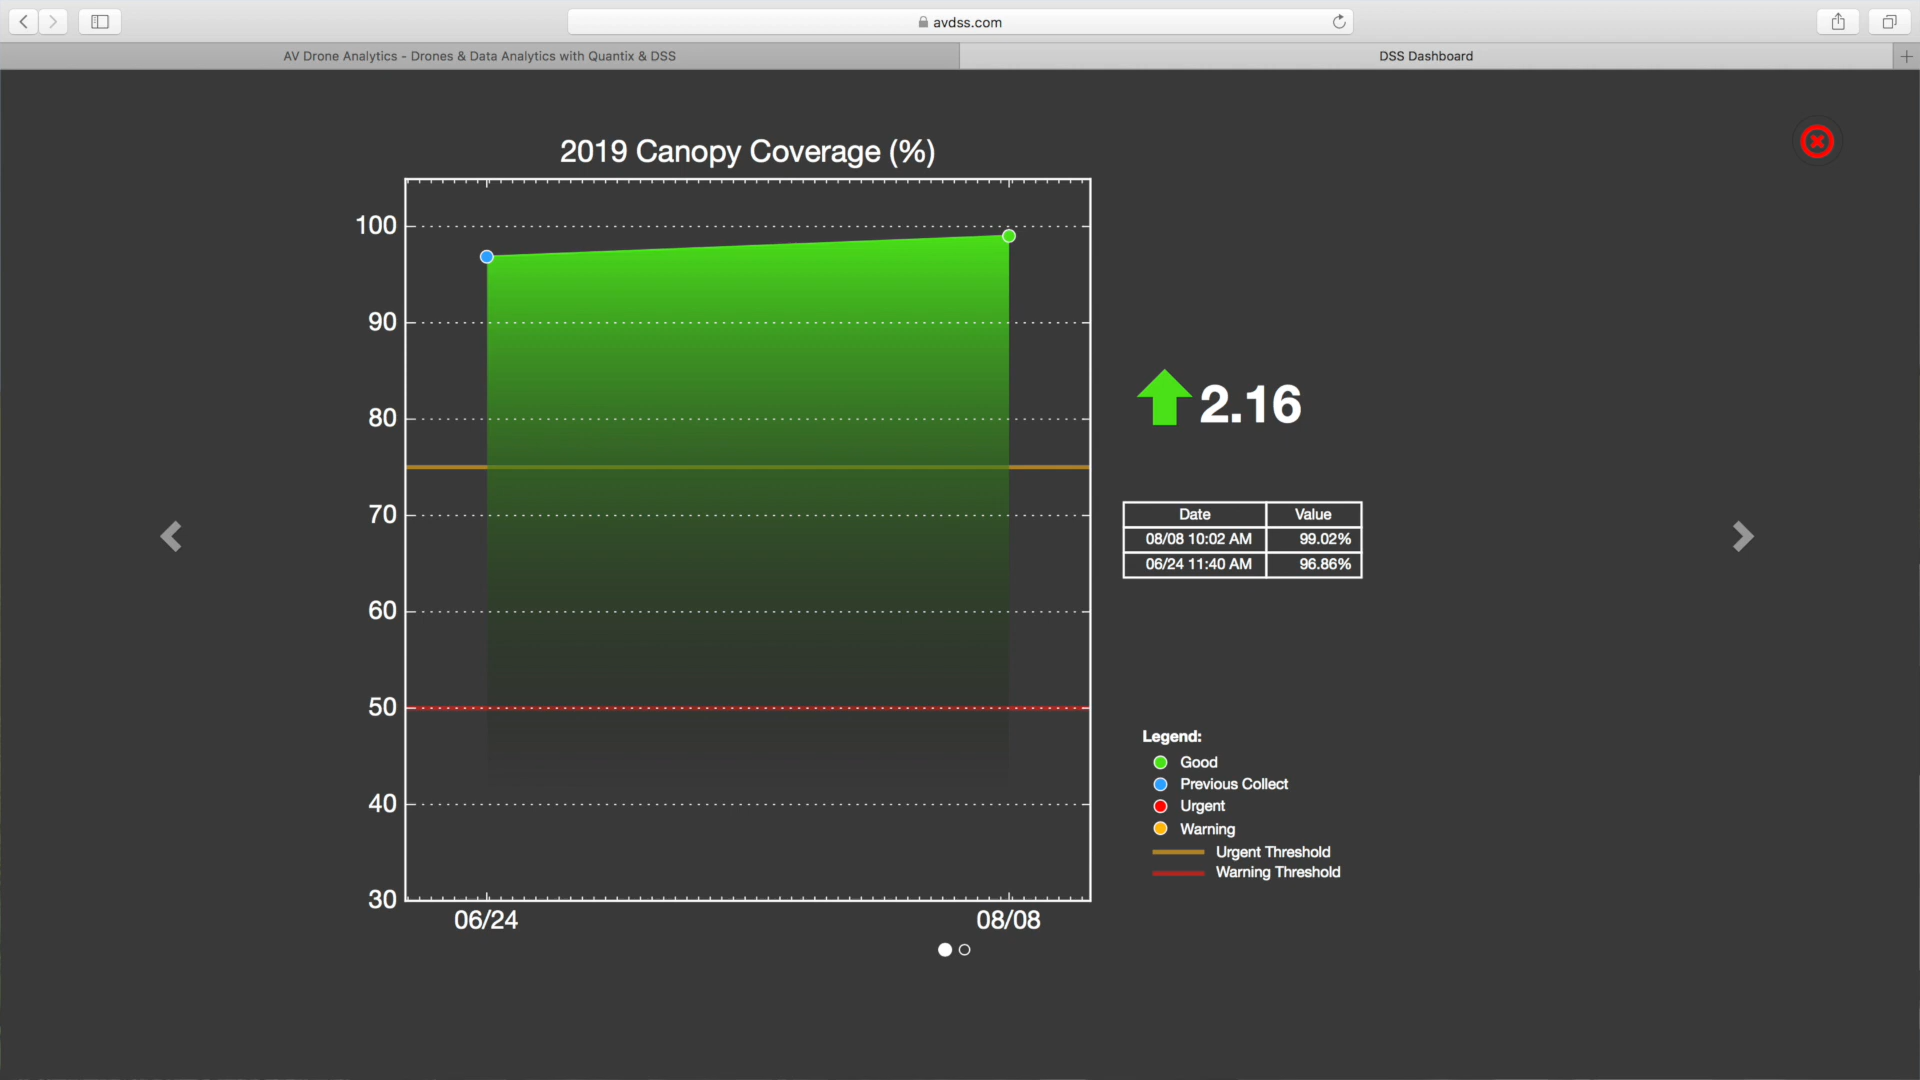 avdss.com
AV Drone Analytics - Drones & Data Analytics with Quantix & DSS
DSS Dashboard
2019 Canopy Coverage (%)
100
90
80
70
60
50
40
30
06/24
08/08
2.16
Date Value
08/08 10:02 AM 99.02%
06/24 11:40 AM 96.86%
Legend:
Good
Previous Collect
Urgent
Warning
Urgent Threshold
Warning Threshold